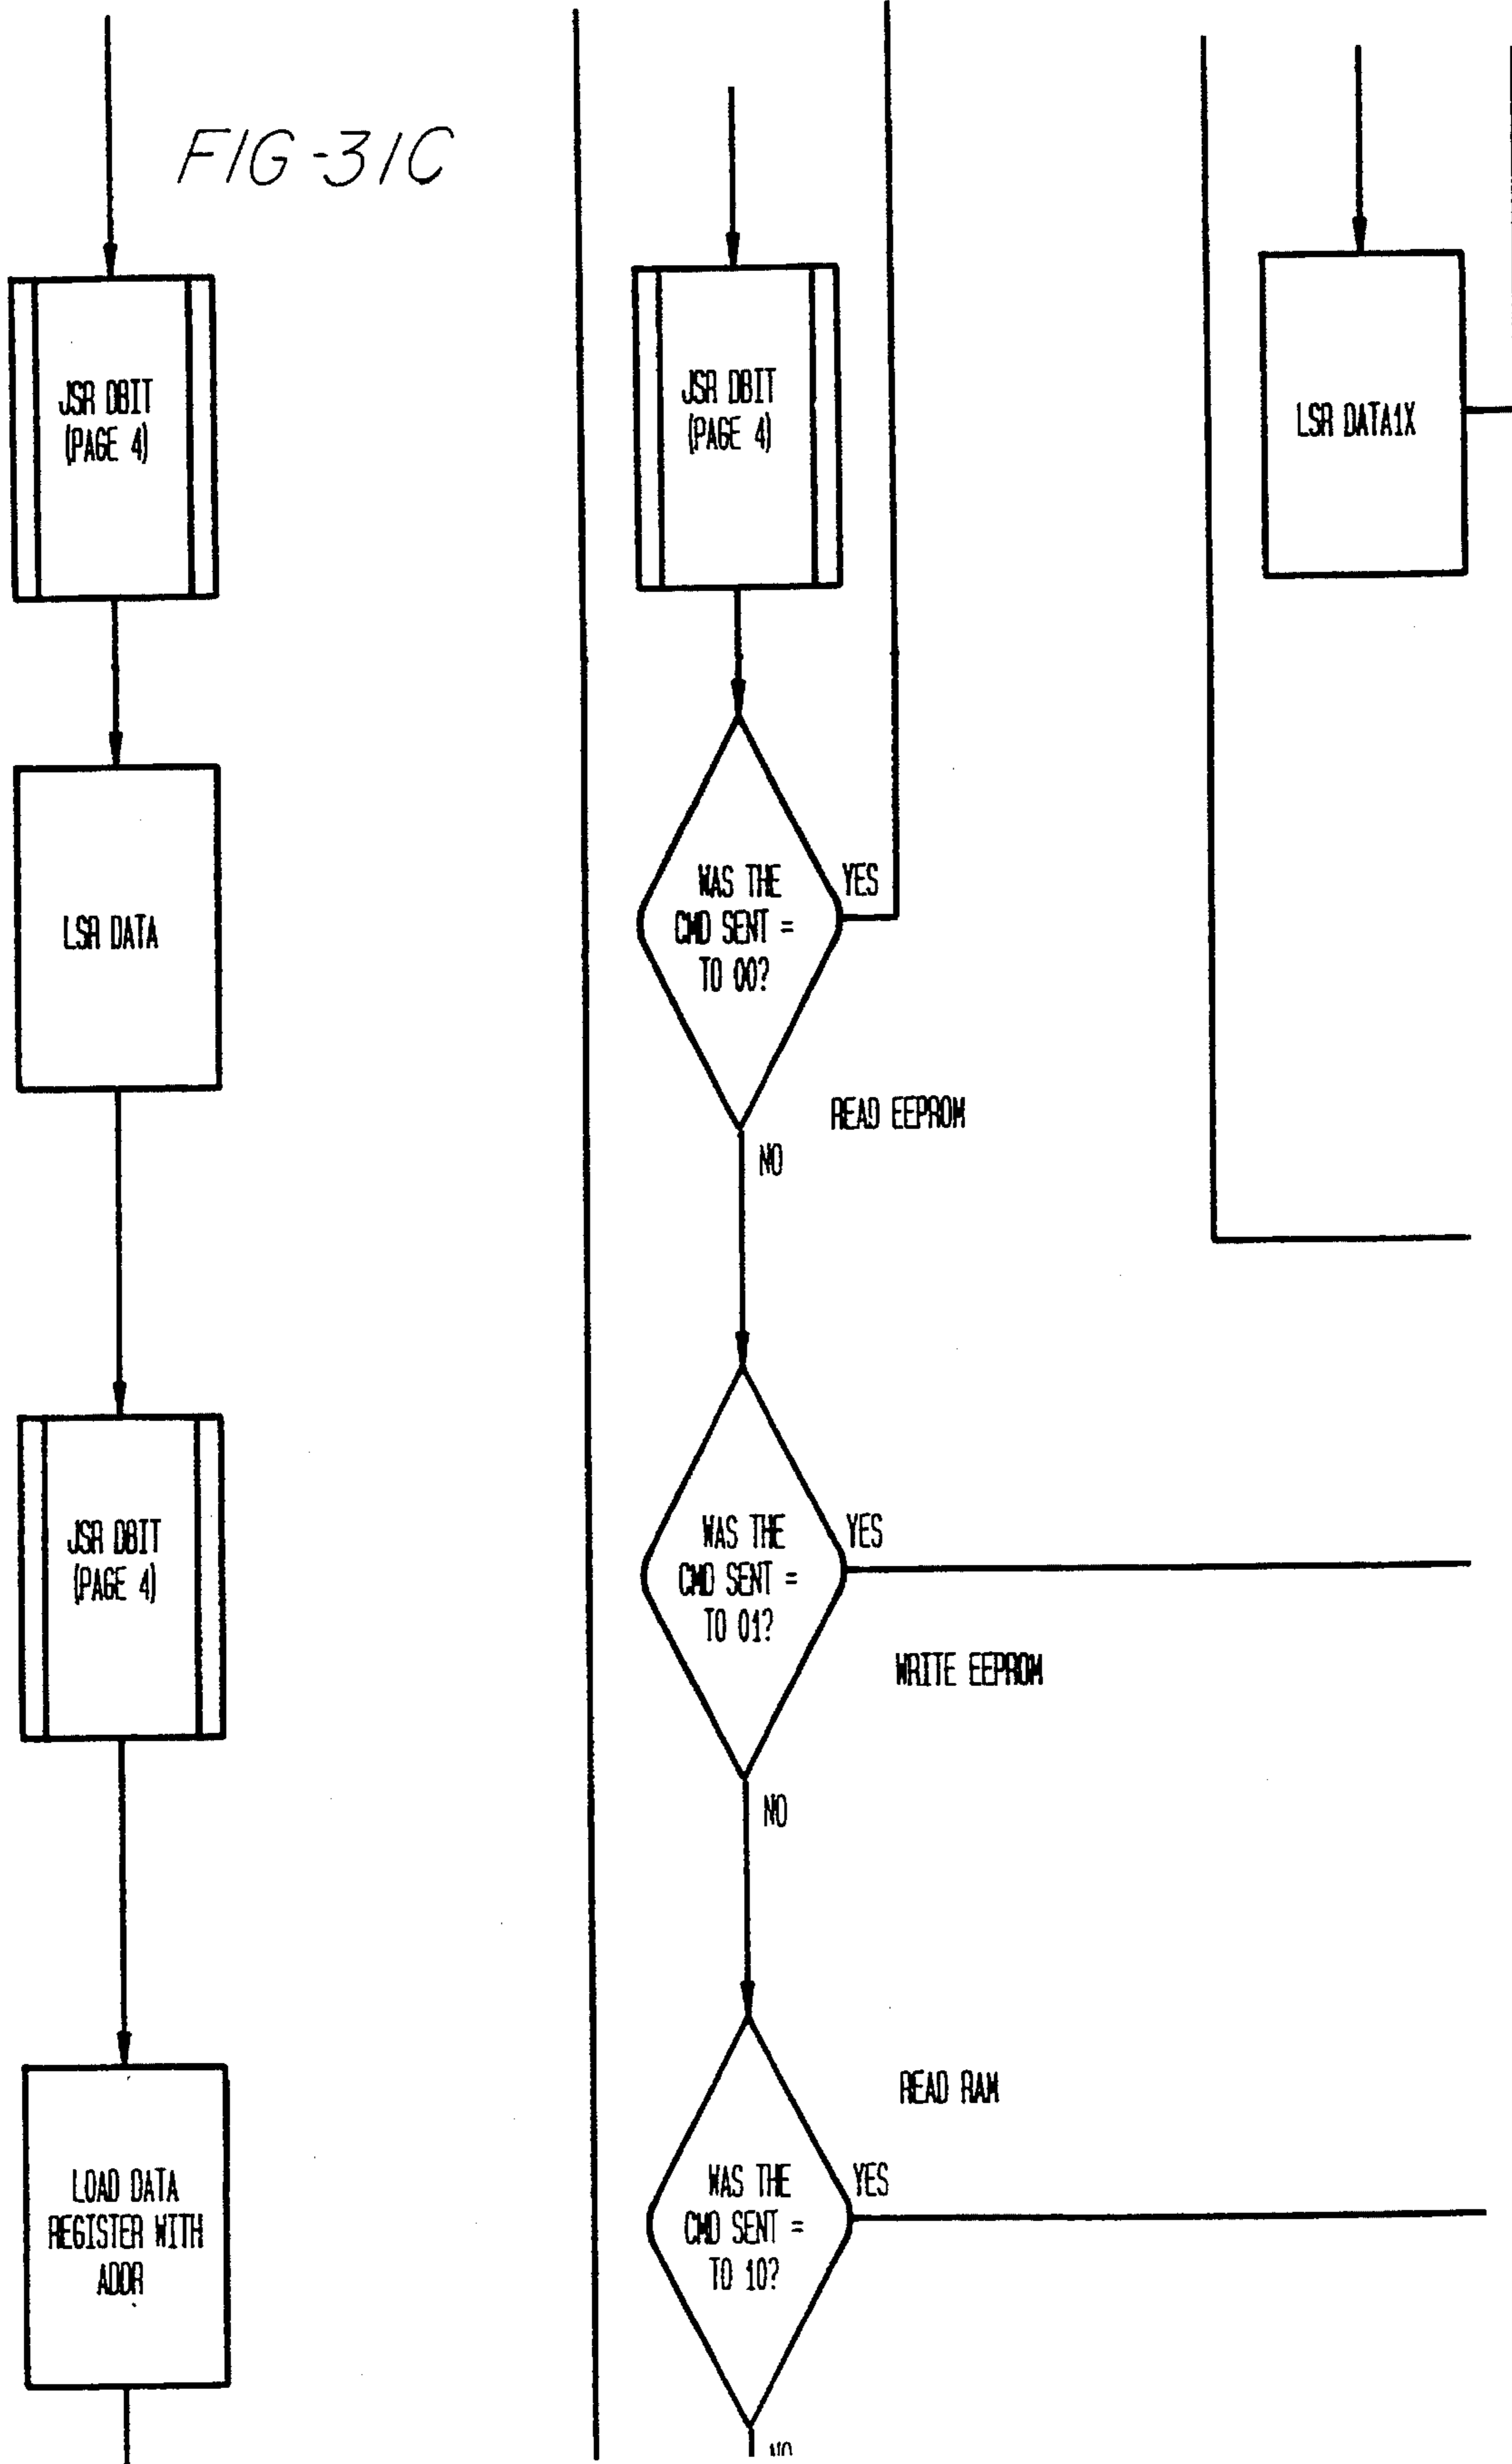 FIG-31C
JSR DBIT
(PAGE 4)
LSR DATA
JSR DBIT
(PAGE 4)
LOAD DATA
REGISTER WITH
ADDR
JSR DBIT
(PAGE 4)
WAS THE
CMD SENT =
TO 00?
YES
READ EEPROM
NO
WAS THE
CMD SENT =
TO 01?
YES
WRITE EEPROM
NO
READ RAM
WAS THE
CMD SENT =
TO 10?
YES
NO
LSR DATA1X